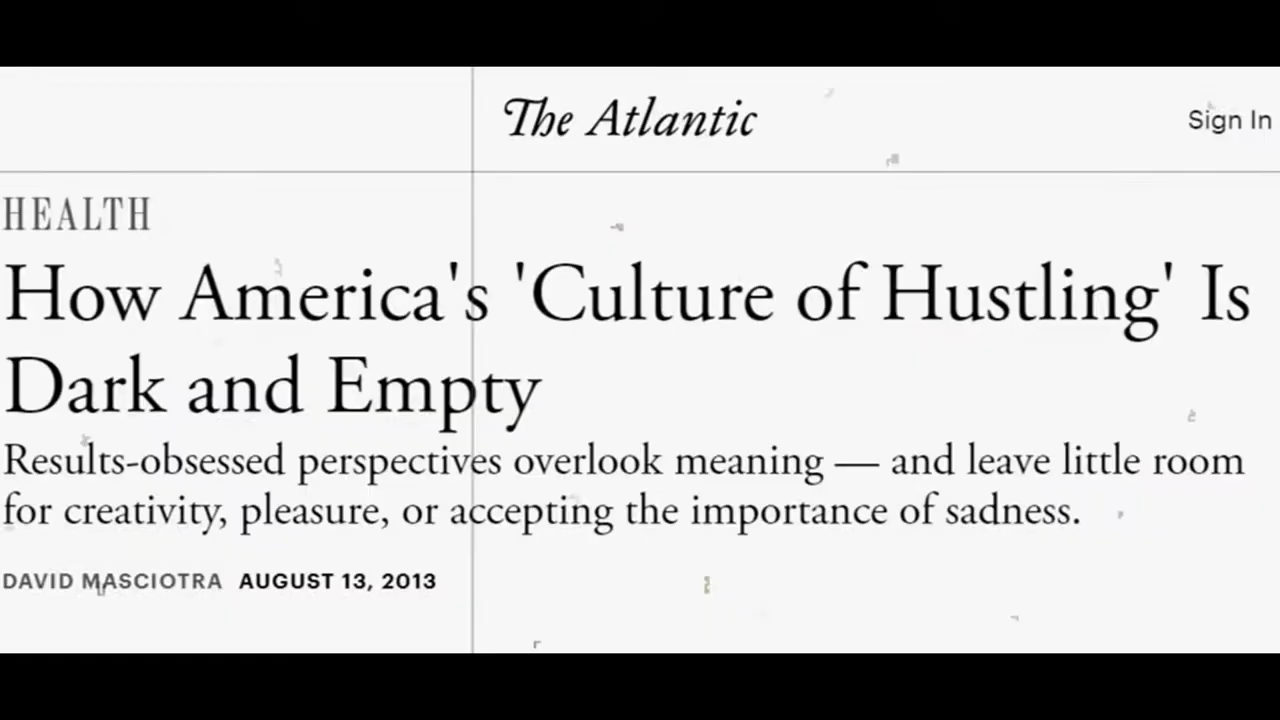 The Atlantic
Sign In
HEALTH
How America's 'Culture of Hustling' Is
Dark and Empty
Results-obsessed perspectives overlook meaning — and leave little room
for creativity, pleasure, or accepting the importance of sadness.
DAVID MASCIOTRA AUGUST 13, 2013